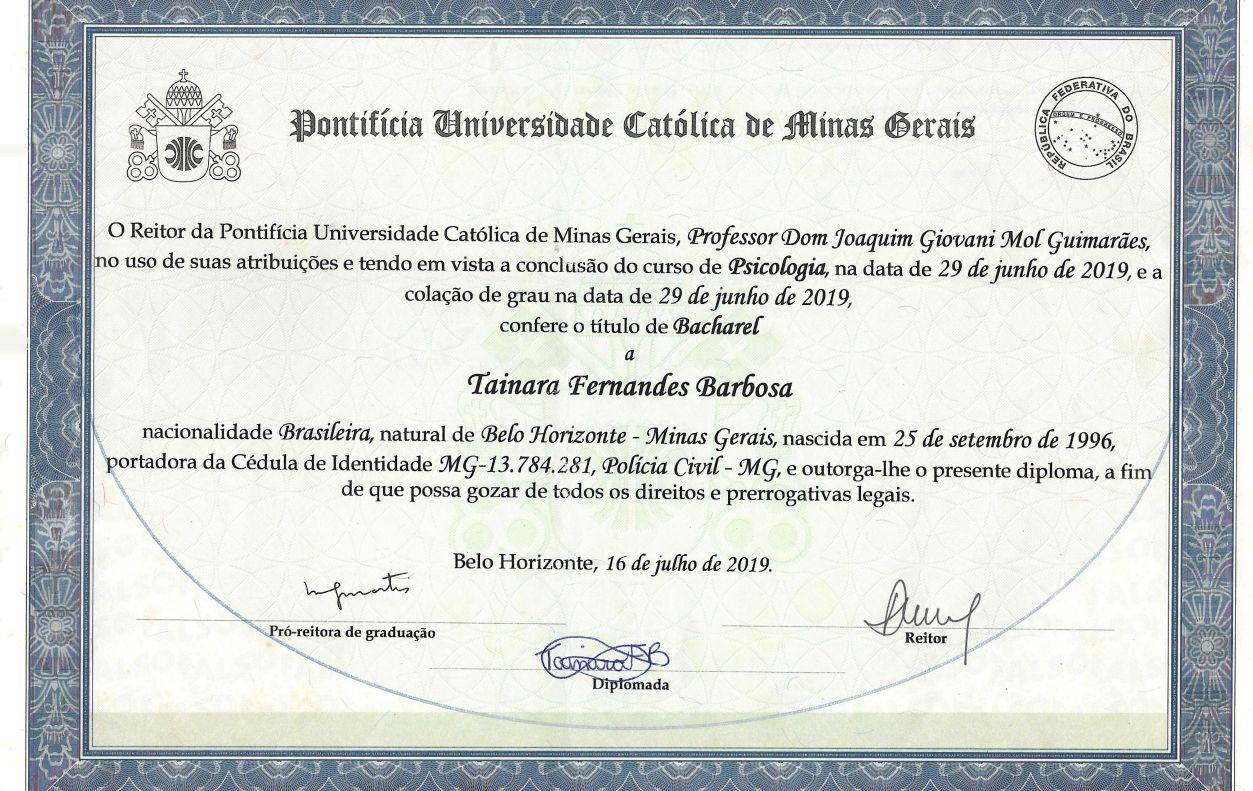 Pontifícia Universidade Católica de Minas Gerais
REPÚBLICA FEDERATIVA DO BRASIL
ORDEM E PROGRESSO
O Reitor da Pontifícia Universidade Católica de Minas Gerais, Professor Dom Joaquim Giovani Mol Guimarães,
no uso de suas atribuições e tendo em vista a conclusão do curso de Psicologia, na data de 29 de junho de 2019, e a
colação de grau na data de 29 de junho de 2019,
confere o título de Bacharel
a
Tainara Fernandes Barbosa
nacionalidade Brasileira, natural de Belo Horizonte - Minas Gerais, nascida em 25 de setembro de 1996,
portadora da Cédula de Identidade MG-13.784.281, Polícia Civil - MG, e outorga-lhe o presente diploma, a fim
de que possa gozar de todos os direitos e prerrogativas legais.
Belo Horizonte, 16 de julho de 2019.
Pró-reitora de graduação
Reitor
Tainara FB
Diplomada